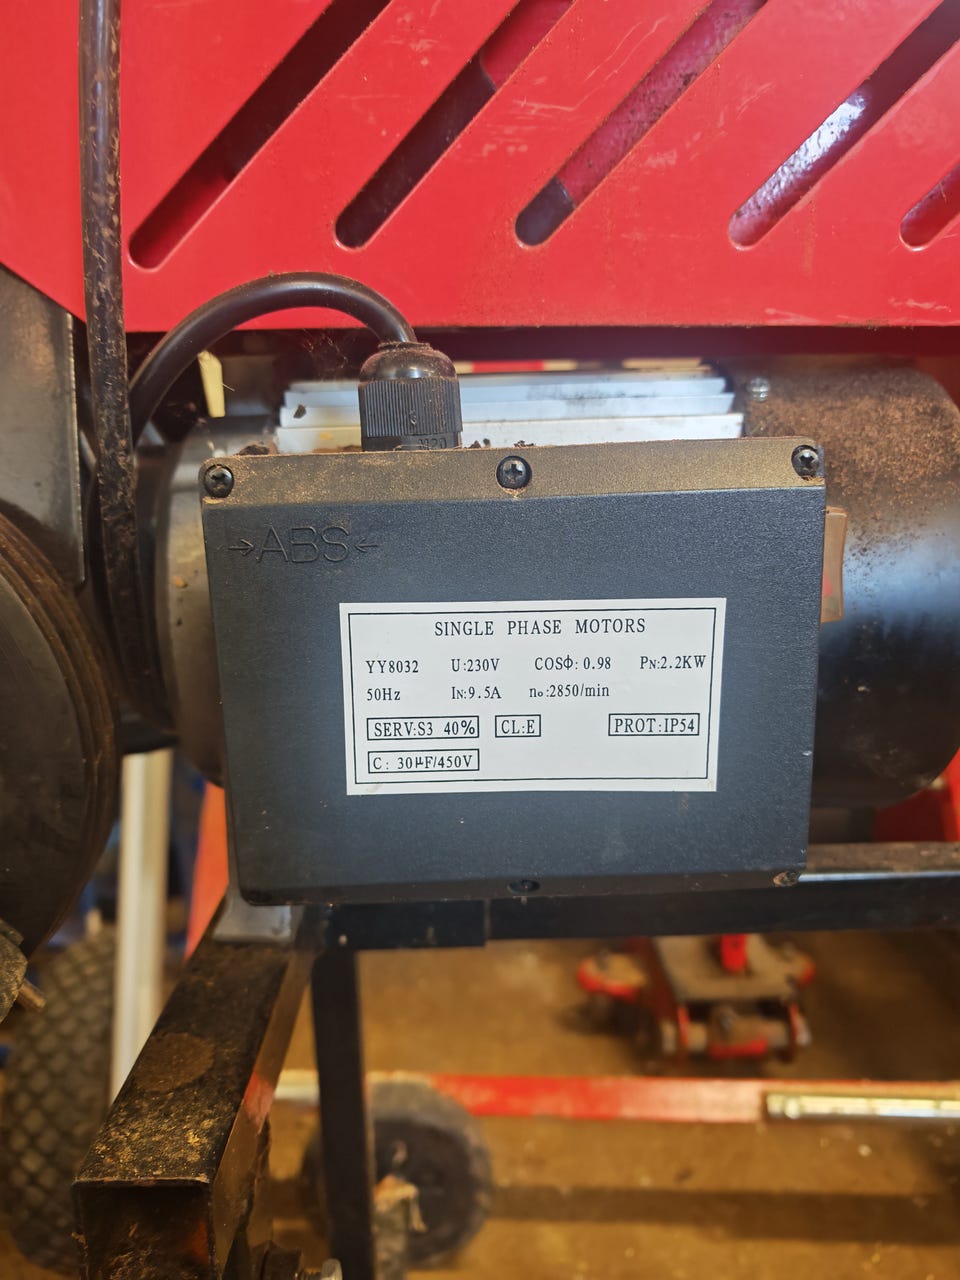 M20
→ABS←
SINGLE PHASE MOTORS
YY8032 U:230V COSΦ: 0.98 PN:2.2KW
50Hz IN:9.5A no:2850/min
SERV:S3 40% CL:E PROT:IP54
C: 30µF/450V